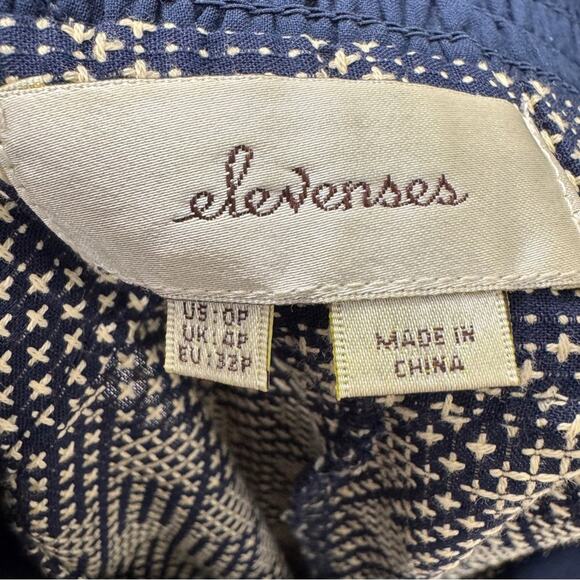 elevenses
US:0P
UK:4P
EU:32P
MADE IN
CHINA